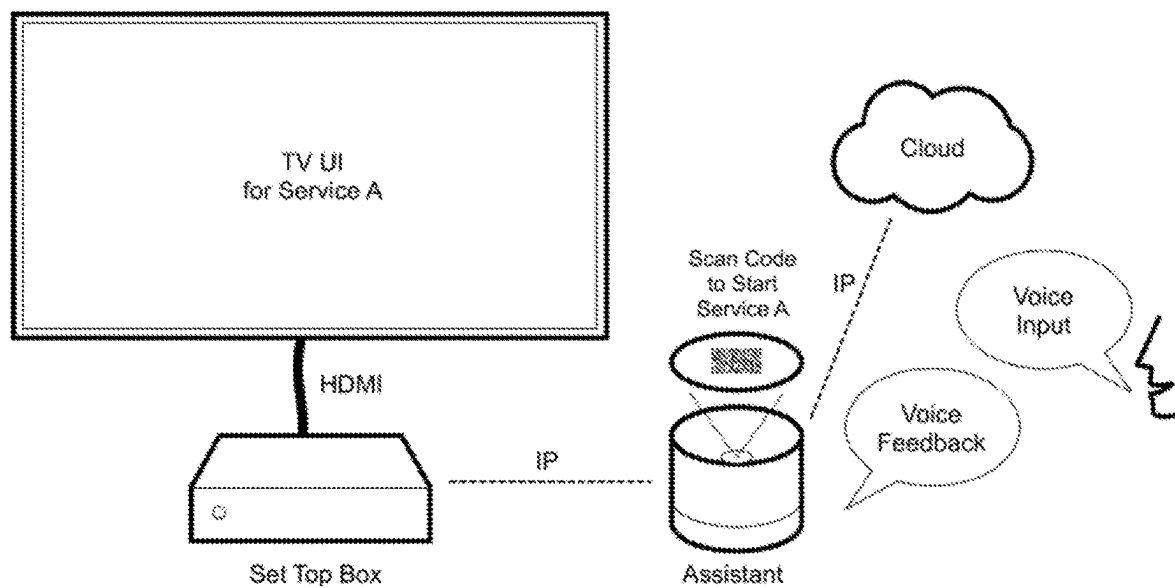 TV UI
for Service A
HDMI
Set Top Box
IP
Scan Code
to Start
Service A
Assistant
IP
Cloud
Voice
Input
Voice
Feedback